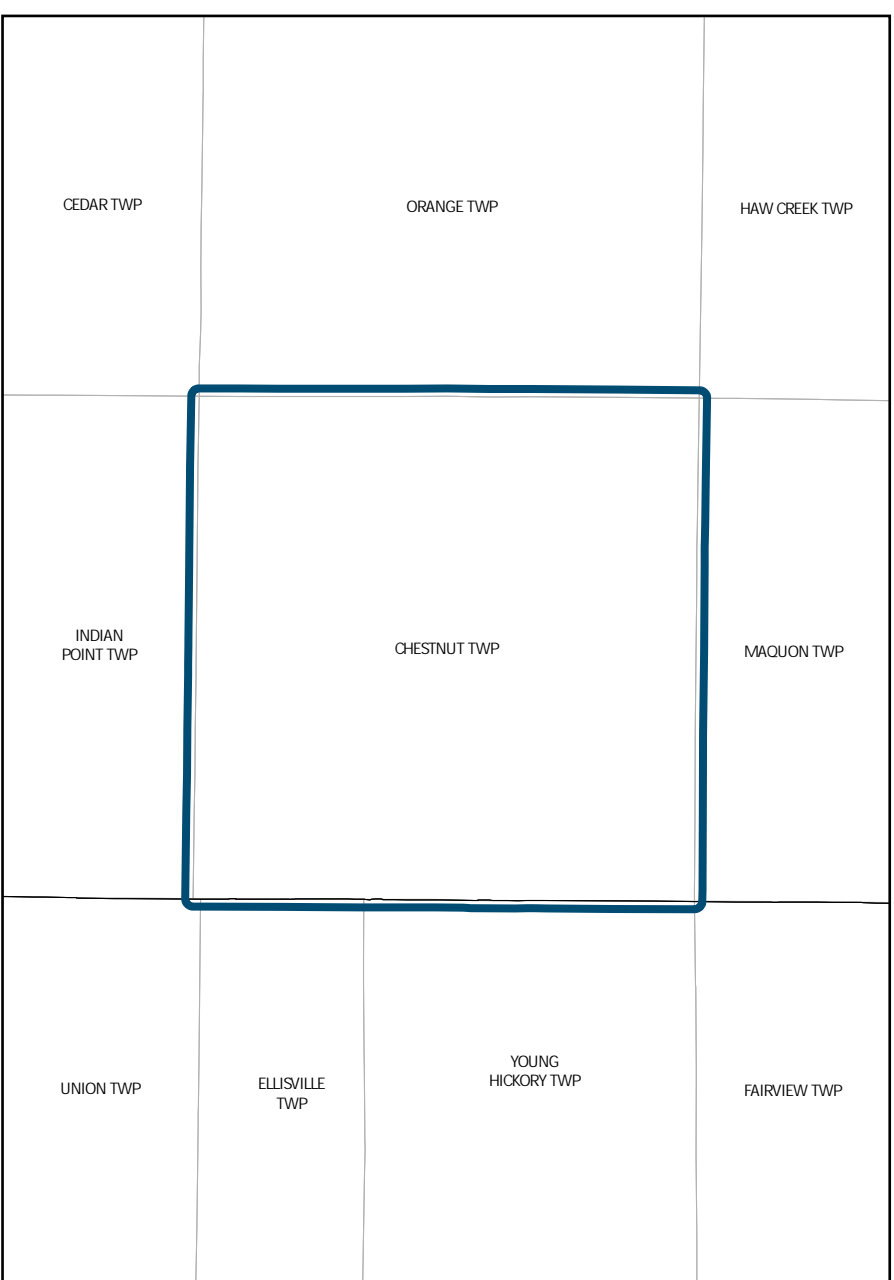 CEDAR TWP
ORANGE TWP
HAW CREEK TWP
INDIAN
POINT TWP
CHESTNUT TWP
MAQUON TWP
UNION TWP
ELLISVILLE
TWP
YOUNG
HICKORY TWP
FAIRVIEW TWP